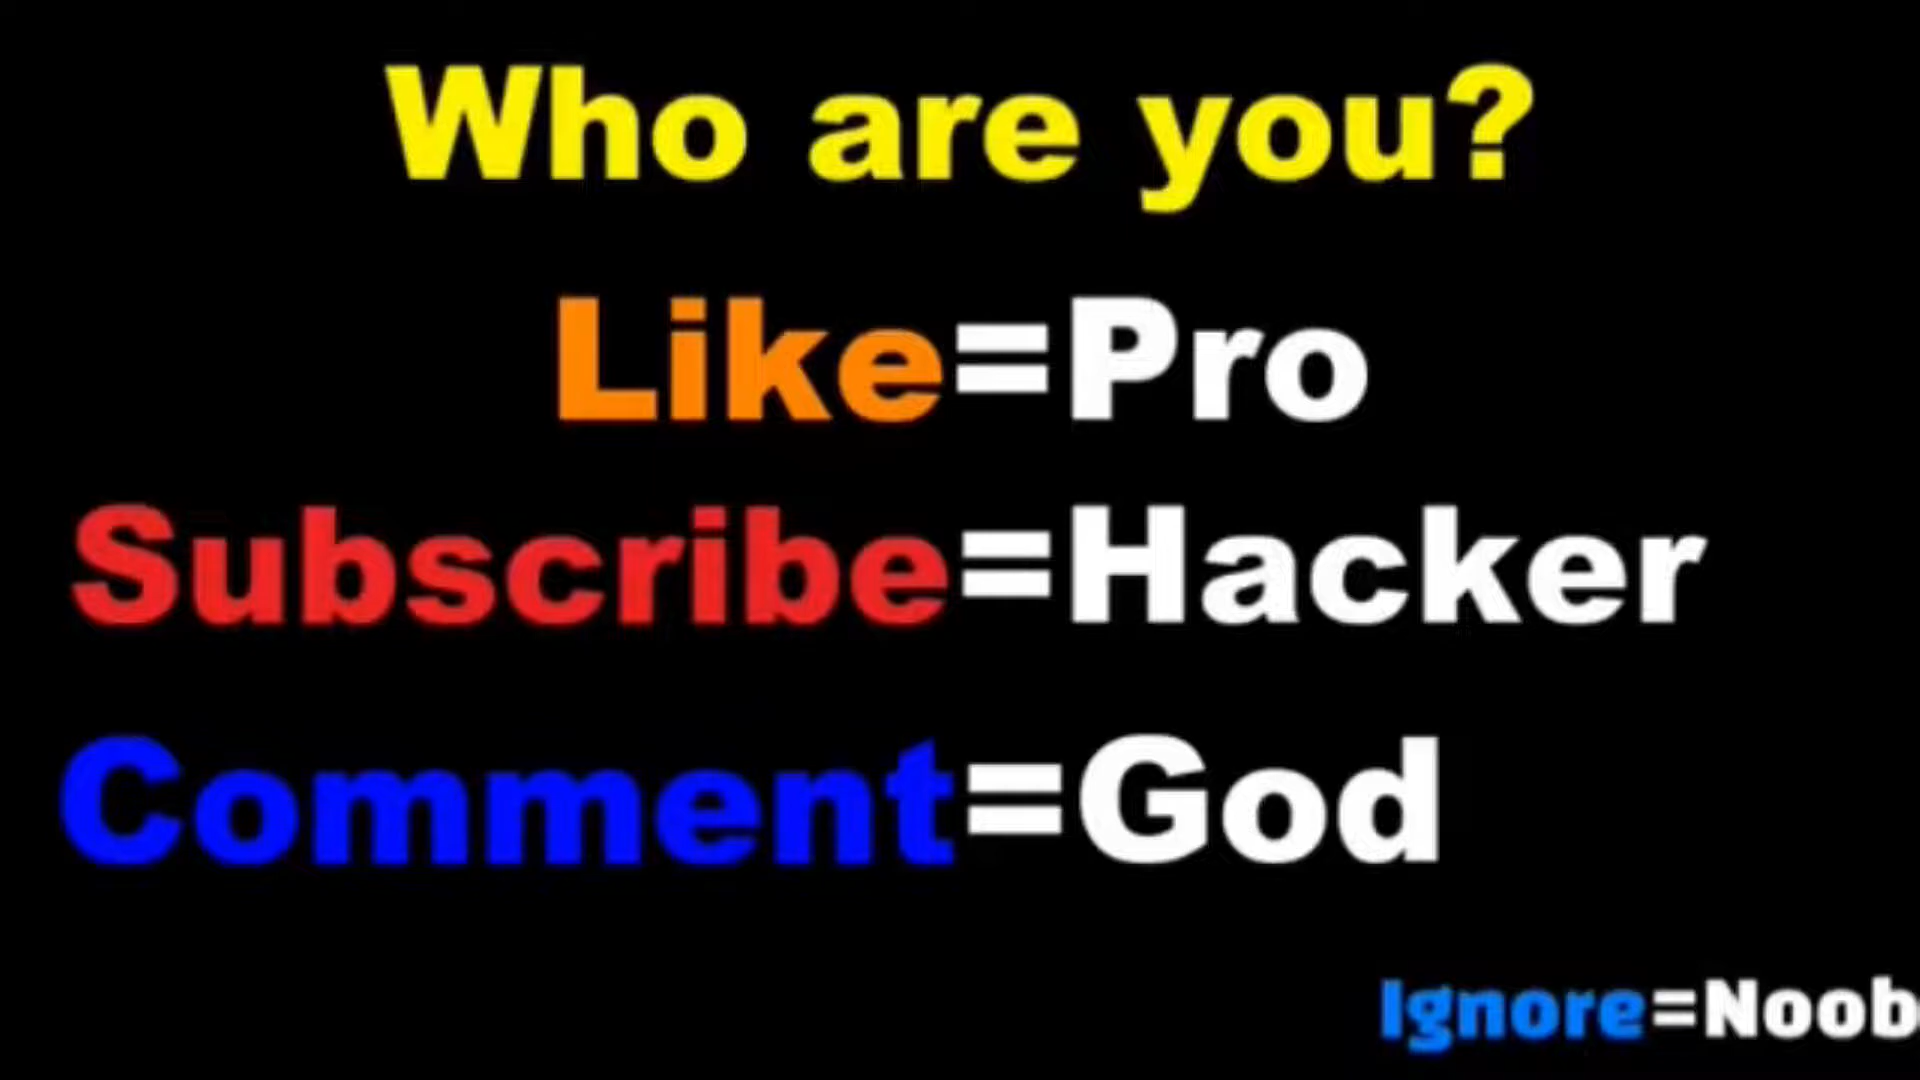 Who are you?
Like=Pro
Subscribe=Hacker
Comment=God
Ignore=Noob